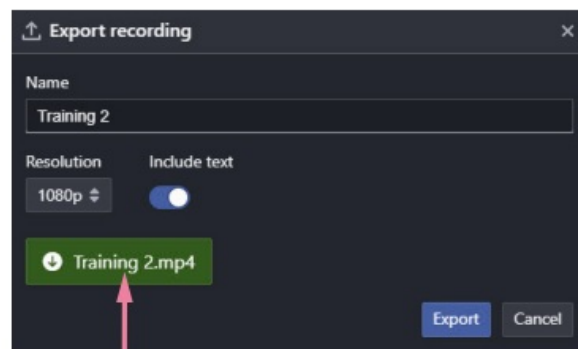 Export recording
Name
Training 2
Resolution Include text
1080p
Training 2.mp4
Export Cancel